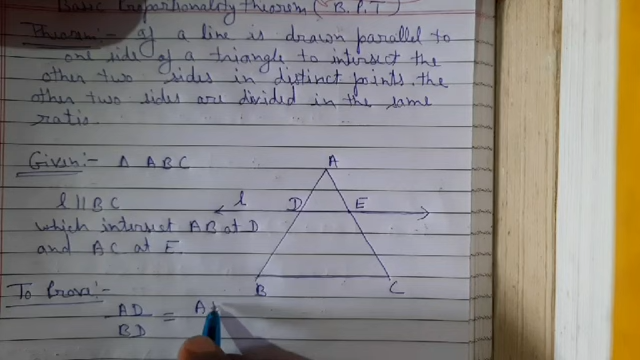 Basic Proportionality Theorem (B.P.T)
Theorem:- If a line is drawn parallel to
one side of a triangle to intersect the
other two sides in distinct points. the
other two sides are divided in the same
ratio.
Given:- Δ ABC
l || BC
which intersect AB at D
and AC at E.
A
l D E
B C
To Prove:-
AD/BD = A